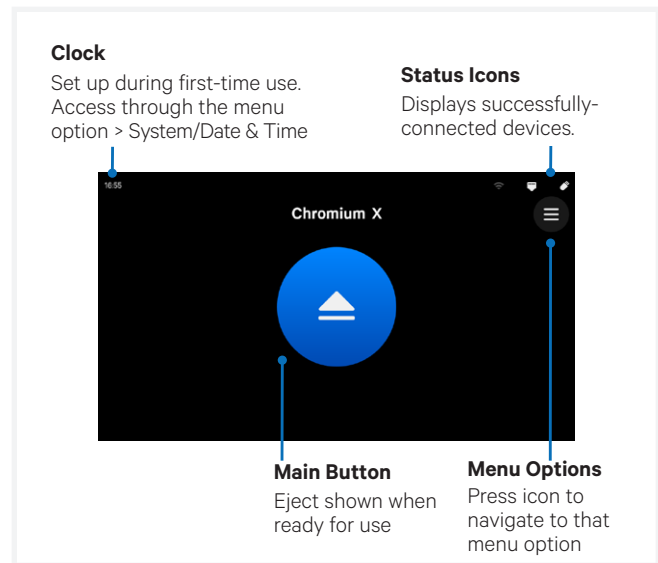 Clock
Set up during first-time use.
Access through the menu
option > System/Date & Time
Status Icons
Displays successfully-
connected devices.
16:55
Chromium X
Main Button
Eject shown when
ready for use
Menu Options
Press icon to
navigate to that
menu option